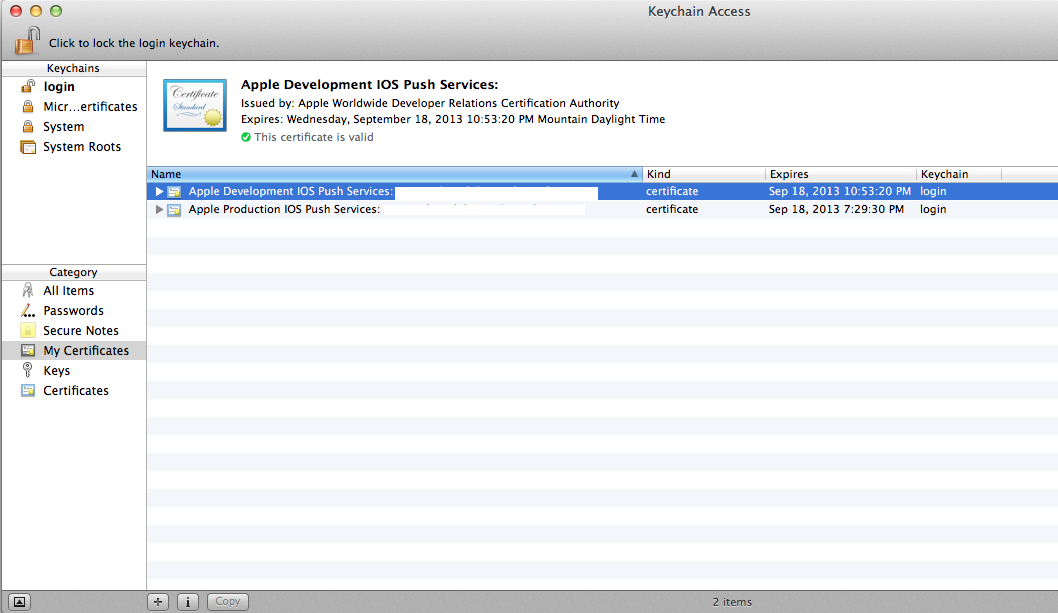 Keychain Access
Click to lock the login keychain.
Keychains
login
Micr...ertificates
System
System Roots
Certificate
Standard
Apple Development IOS Push Services:
Issued by: Apple Worldwide Developer Relations Certification Authority
Expires: Wednesday, September 18, 2013 10:53:20 PM Mountain Daylight Time
This certificate is valid
Name Kind Expires Keychain
Apple Development IOS Push Services: certificate Sep 18, 2013 10:53:20 PM login
Apple Production IOS Push Services: certificate Sep 18, 2013 7:29:30 PM login
Category
All Items
Passwords
Secure Notes
My Certificates
Keys
Certificates
+ i Copy 2 items